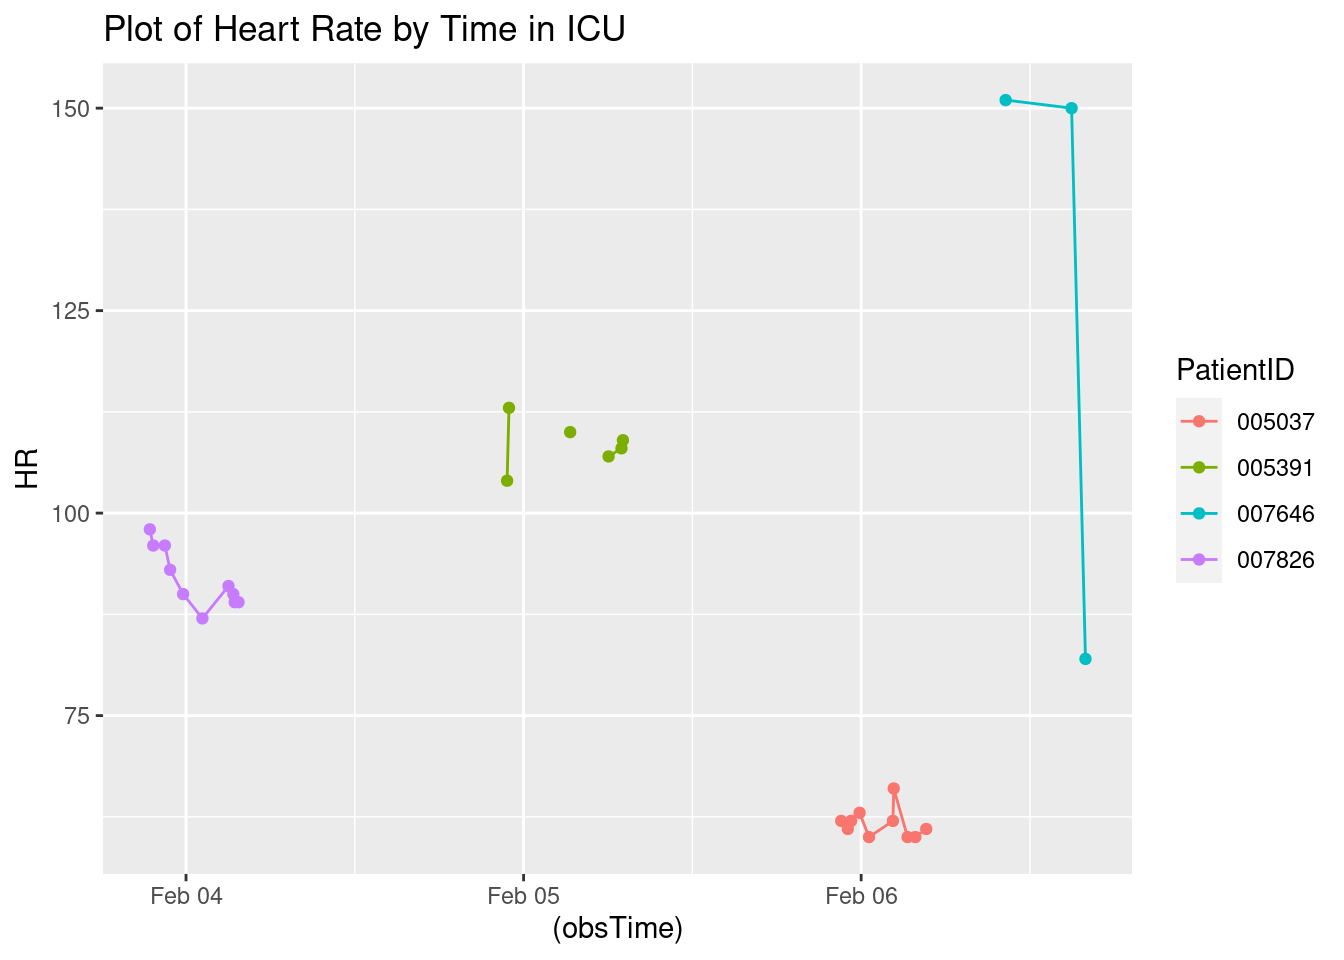 Plot of Heart Rate by Time in ICU
150
125
100
75
HR
Feb 04
Feb 05
Feb 06
(obsTime)
PatientID
005037
005391
007646
007826